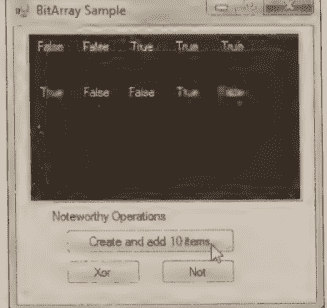 BitArray Sample
False False True True True
True False False True
Noteworthy Operations
Create and add 10 items
Xor Not